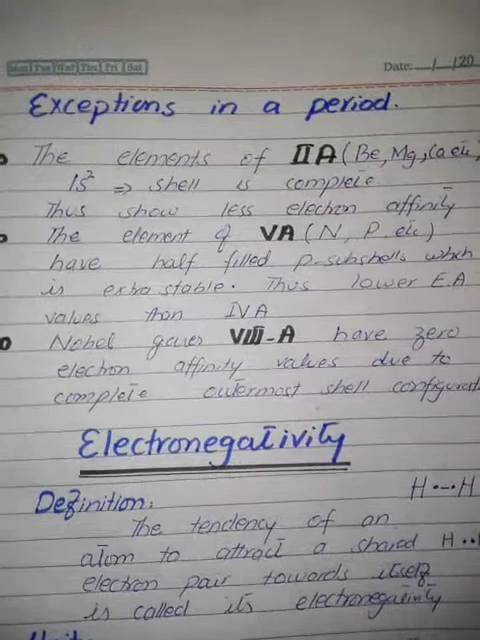 Mon Tue Wed Thu Fri Sat
Date: __/__/20
Exceptions in a period.
The elements of IIA (Be, Mg, Ca etc,
1s² ⇒ shell is complete
Thus show less electron affinity
The element of VA (N, P. etc)
have half filled p-subshells which
is extra stable. Thus lower E.A
values than IVA
Nobel gases VIII-A have zero
electron affinity values due to
complete outermost shell configurat
Electronegativity
Definition:
H •-• H
The tendency of an
atom to attract a shared H ••
electron pair towards itself
is called its electronegativity